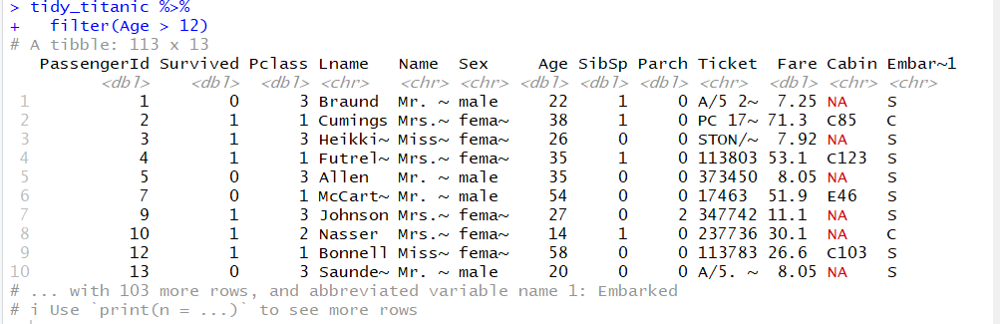 > tidy_titanic %>%
+   filter(Age > 12)
# A tibble: 113 x 13
   PassengerId Survived Pclass Lname   Name  Sex     Age SibSp Parch Ticket  Fare Cabin Embar~1
         <dbl>    <dbl>  <dbl> <chr>   <chr> <chr> <dbl> <dbl> <dbl> <chr>  <dbl> <chr> <chr>
 1           1        0      3 Braund  Mr. ~ male     22     1     0 A/5 2~  7.25 NA    S
 2           2        1      1 Cumings Mrs.~ fema~    38     1     0 PC 17~ 71.3  C85   C
 3           3        1      3 Heikki~ Miss~ fema~    26     0     0 STON/~  7.92 NA    S
 4           4        1      1 Futrel~ Mrs.~ fema~    35     1     0 113803 53.1  C123  S
 5           5        0      3 Allen   Mr. ~ male     35     0     0 373450  8.05 NA    S
 6           7        0      1 McCart~ Mr. ~ male     54     0     0 17463  51.9  E46   S
 7           9        1      3 Johnson Mrs.~ fema~    27     0     2 347742 11.1  NA    S
 8          10        1      2 Nasser  Mrs.~ fema~    14     1     0 237736 30.1  NA    C
 9          12        1      1 Bonnell Miss~ fema~    58     0     0 113783 26.6  C103  S
10          13        0      3 Saunde~ Mr. ~ male     20     0     0 A/5. ~  8.05 NA    S
# ... with 103 more rows, and abbreviated variable name 1: Embarked
# i Use `print(n = ...)` to see more rows